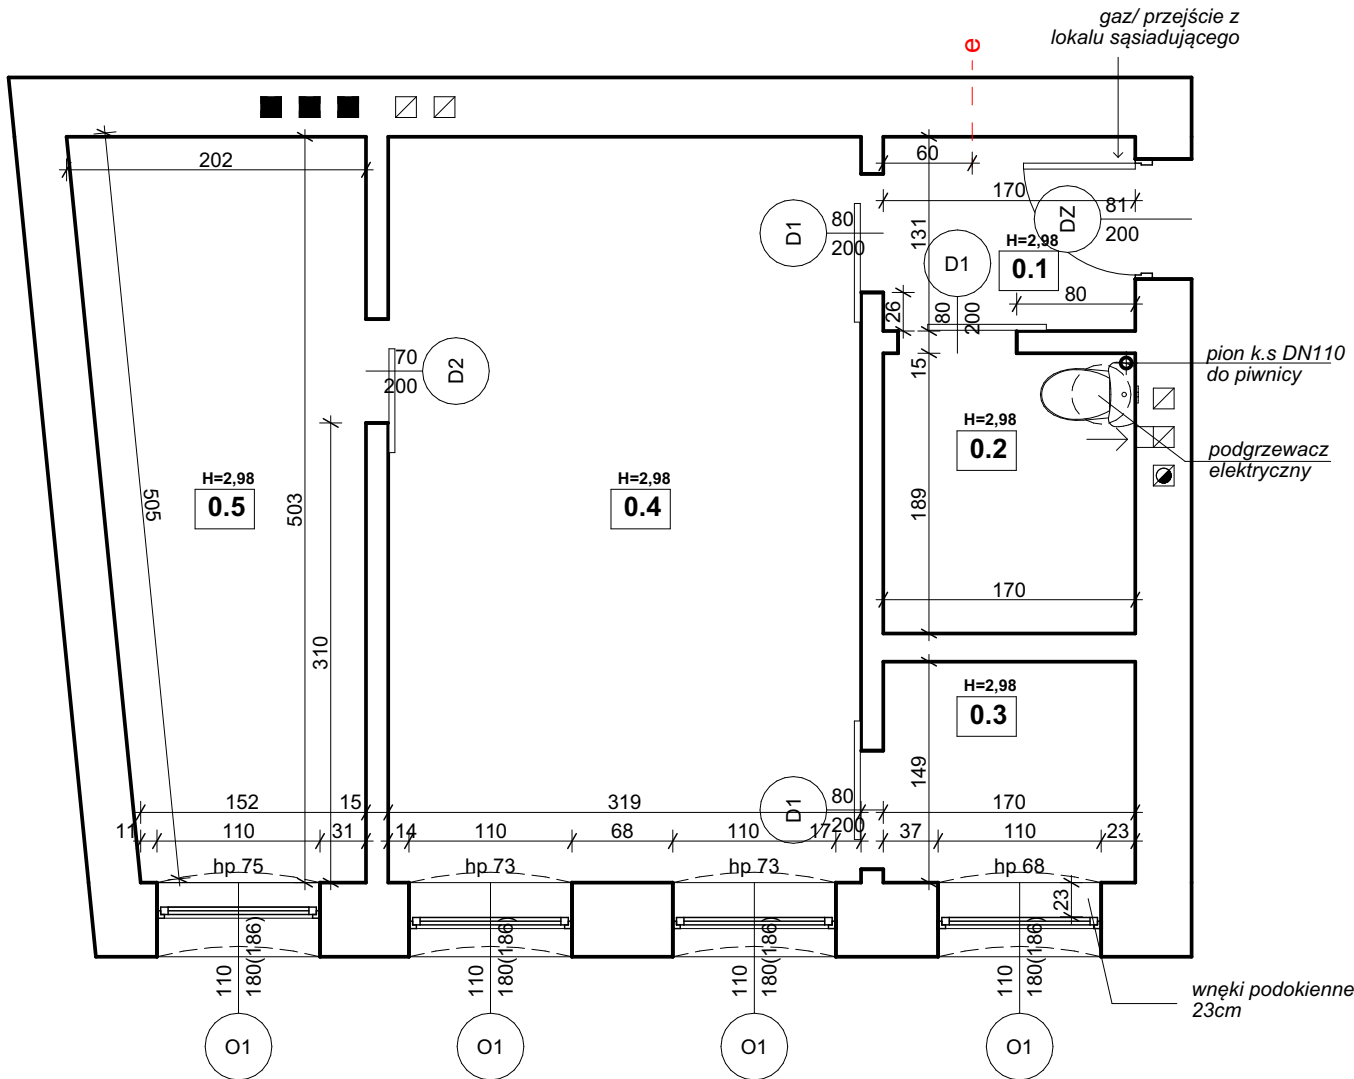 gaz/ przejście z
lokalu sąsiadującego
e
202
60
170
81
200
DZ
D1
80
200
131
H=2,98
0.1
D1
80
200
80
26
15
pion k.s DN110
do piwnicy
70
200
D2
H=2,98
0.2
podgrzewacz
elektryczny
H=2,98
0.5
505
503
H=2,98
0.4
189
170
310
H=2,98
0.3
149
152
15
319
D1
80
200
170
11
110
31
14
110
68
110
17
37
110
23
hp 75
hp 73
hp 73
hp 68
23
110
180(186)
110
180(186)
110
180(186)
110
180(186)
wnęki podokienne
23cm
O1
O1
O1
O1